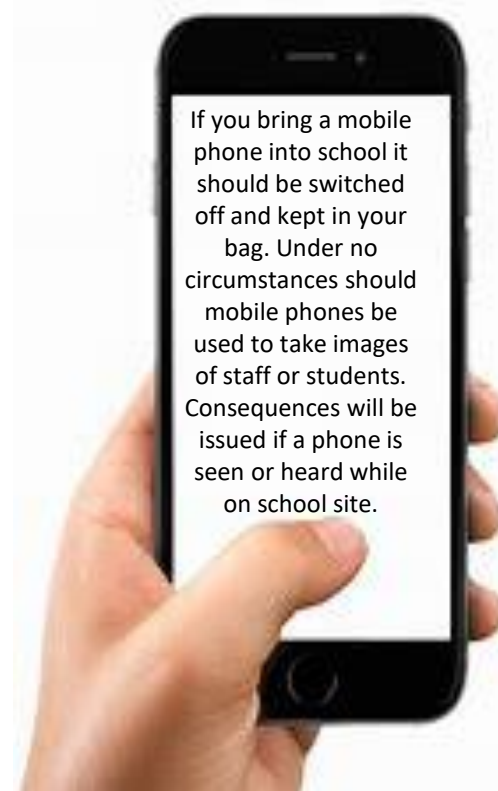 If you bring a mobile
phone into school it
should be switched
off and kept in your
bag. Under no
circumstances should
mobile phones be
used to take images
of staff or students.
Consequences will be
issued if a phone is
seen or heard while
on school site.